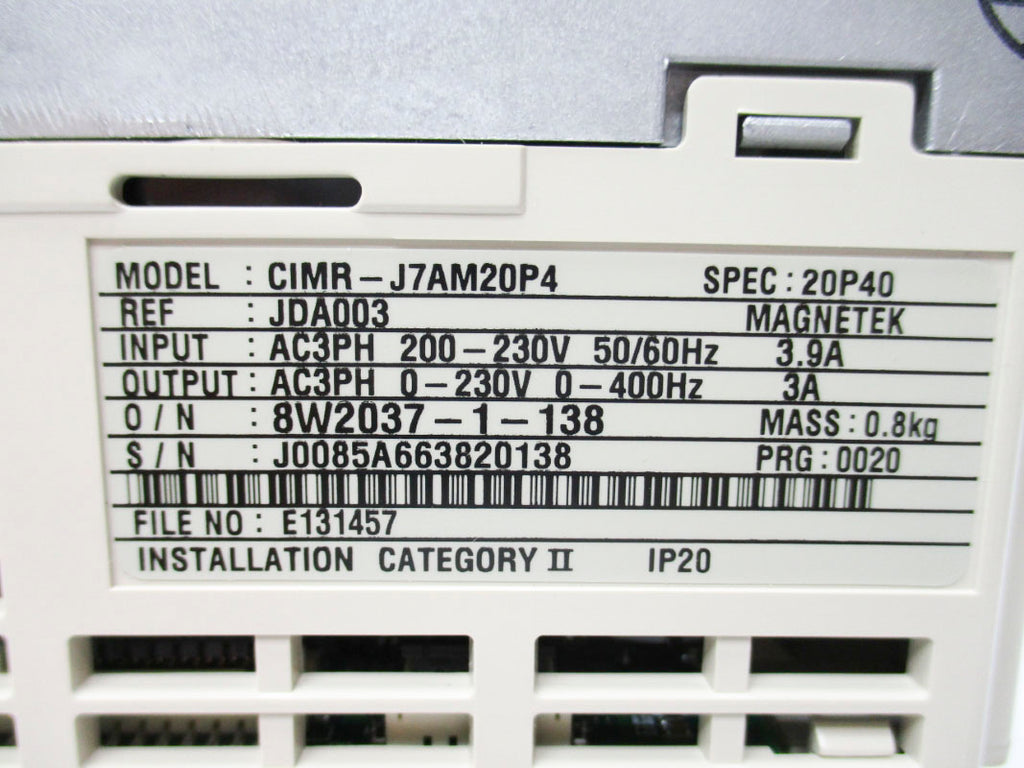 MODEL : CIMR-J7AM20P4 SPEC: 20P40
REF : JDA003 MAGNETEK
INPUT : AC3PH 200-230V 50/60Hz 3.9A
OUTPUT : AC3PH 0-230V 0-400Hz 3A
O/N : 8W2037-1-138 MASS: 0.8kg
S/N : J0085A663820138 PRG: 0020
FILE NO : E131457
INSTALLATION CATEGORY II IP20